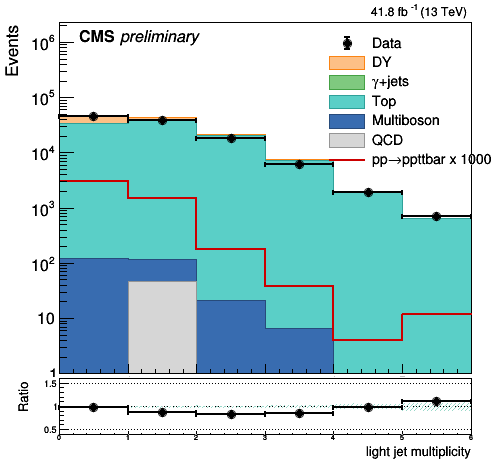 41.8 fb⁻¹ (13 TeV)
CMS preliminary
Events
10⁶
10⁵
10⁴
10³
10²
10
1
Data
DY
γ+jets
Top
Multiboson
QCD
pp→ppttbar x 1000
Ratio
1.5
1
0.5
0 1 2 3 4 5 6
light jet multiplicity